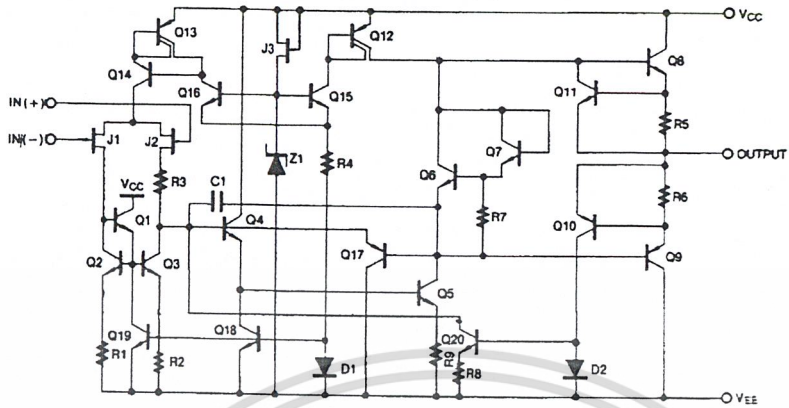 Q13
Q12
VCC
J3
Q8
Q14
Q16
Q15
Q11
IN(+)
R5
IN(-)
J1
J2
Z1
R4
Q7
OUTPUT
R3
Q6
VCC
C1
R6
Q1
Q4
R7
Q10
Q2
Q3
Q17
Q9
Q5
Q19
Q18
Q20
R1
R2
D1
R9
R8
D2
VEE